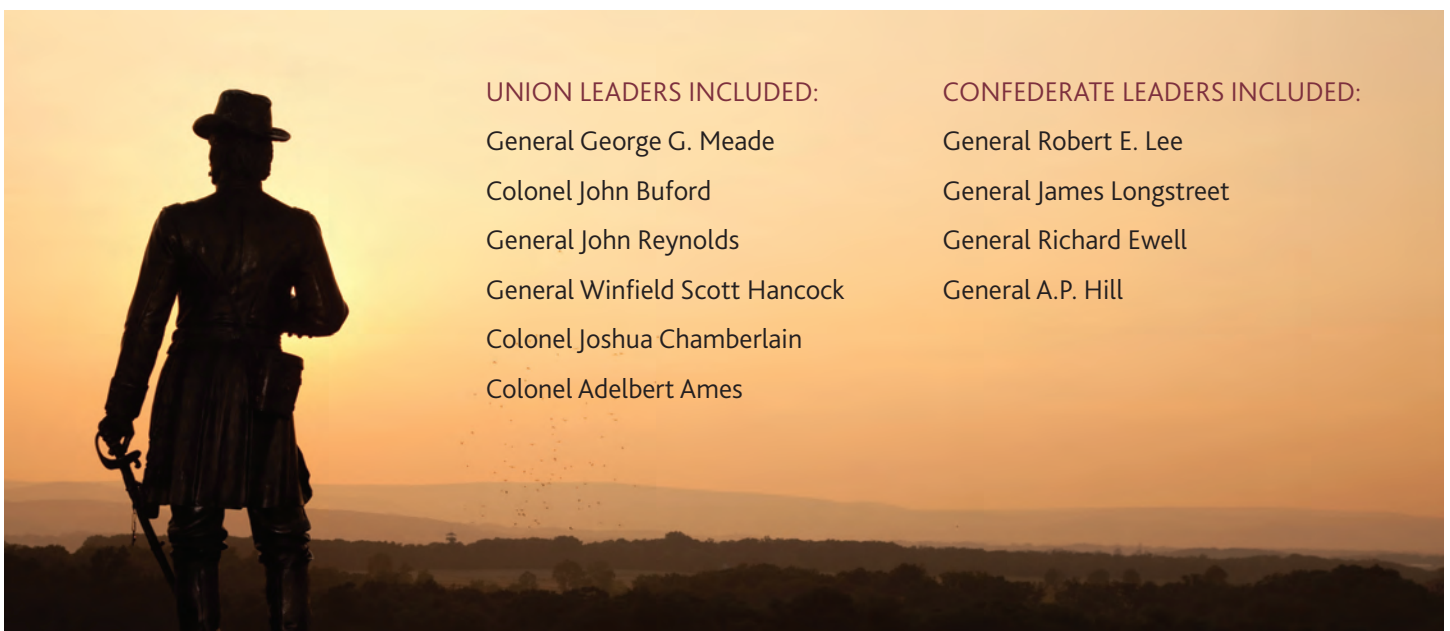 UNION LEADERS INCLUDED:
General George G. Meade
Colonel John Buford
General John Reynolds
General Winfield Scott Hancock
Colonel Joshua Chamberlain
Colonel Adelbert Ames
CONFEDERATE LEADERS INCLUDED:
General Robert E. Lee
General James Longstreet
General Richard Ewell
General A.P. Hill